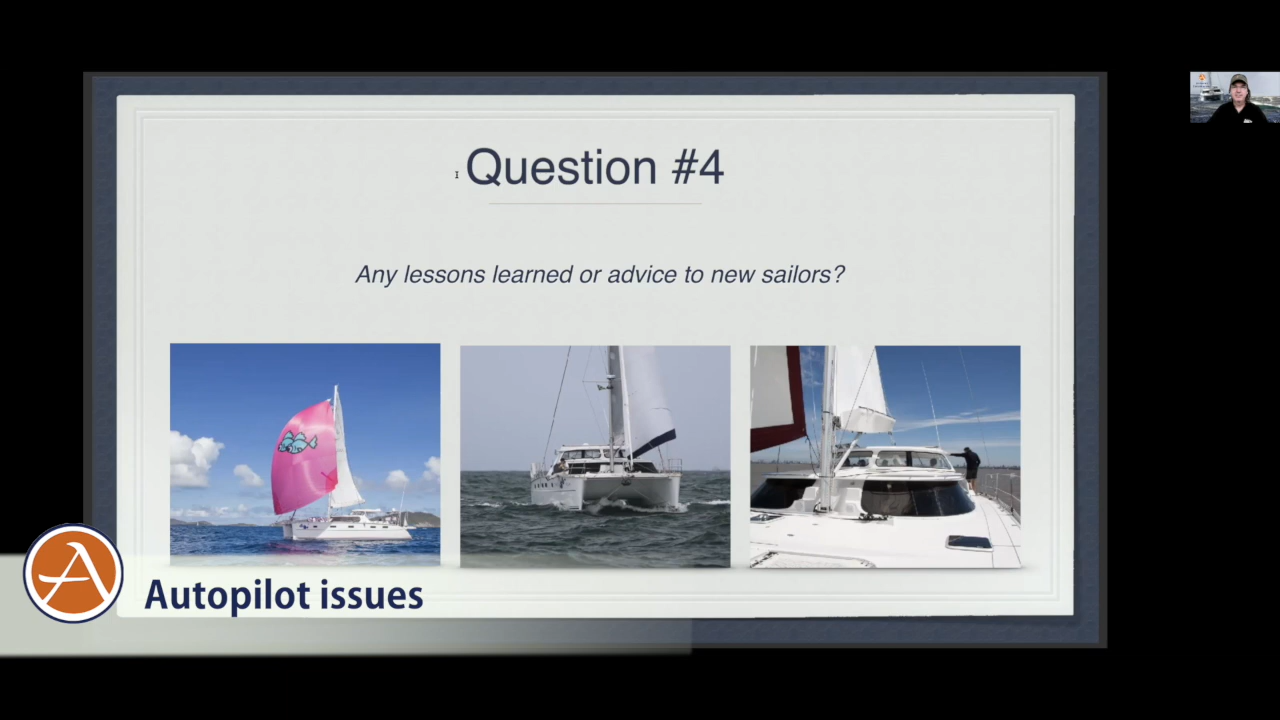 Question #4
Any lessons learned or advice to new sailors?
Autopilot issues